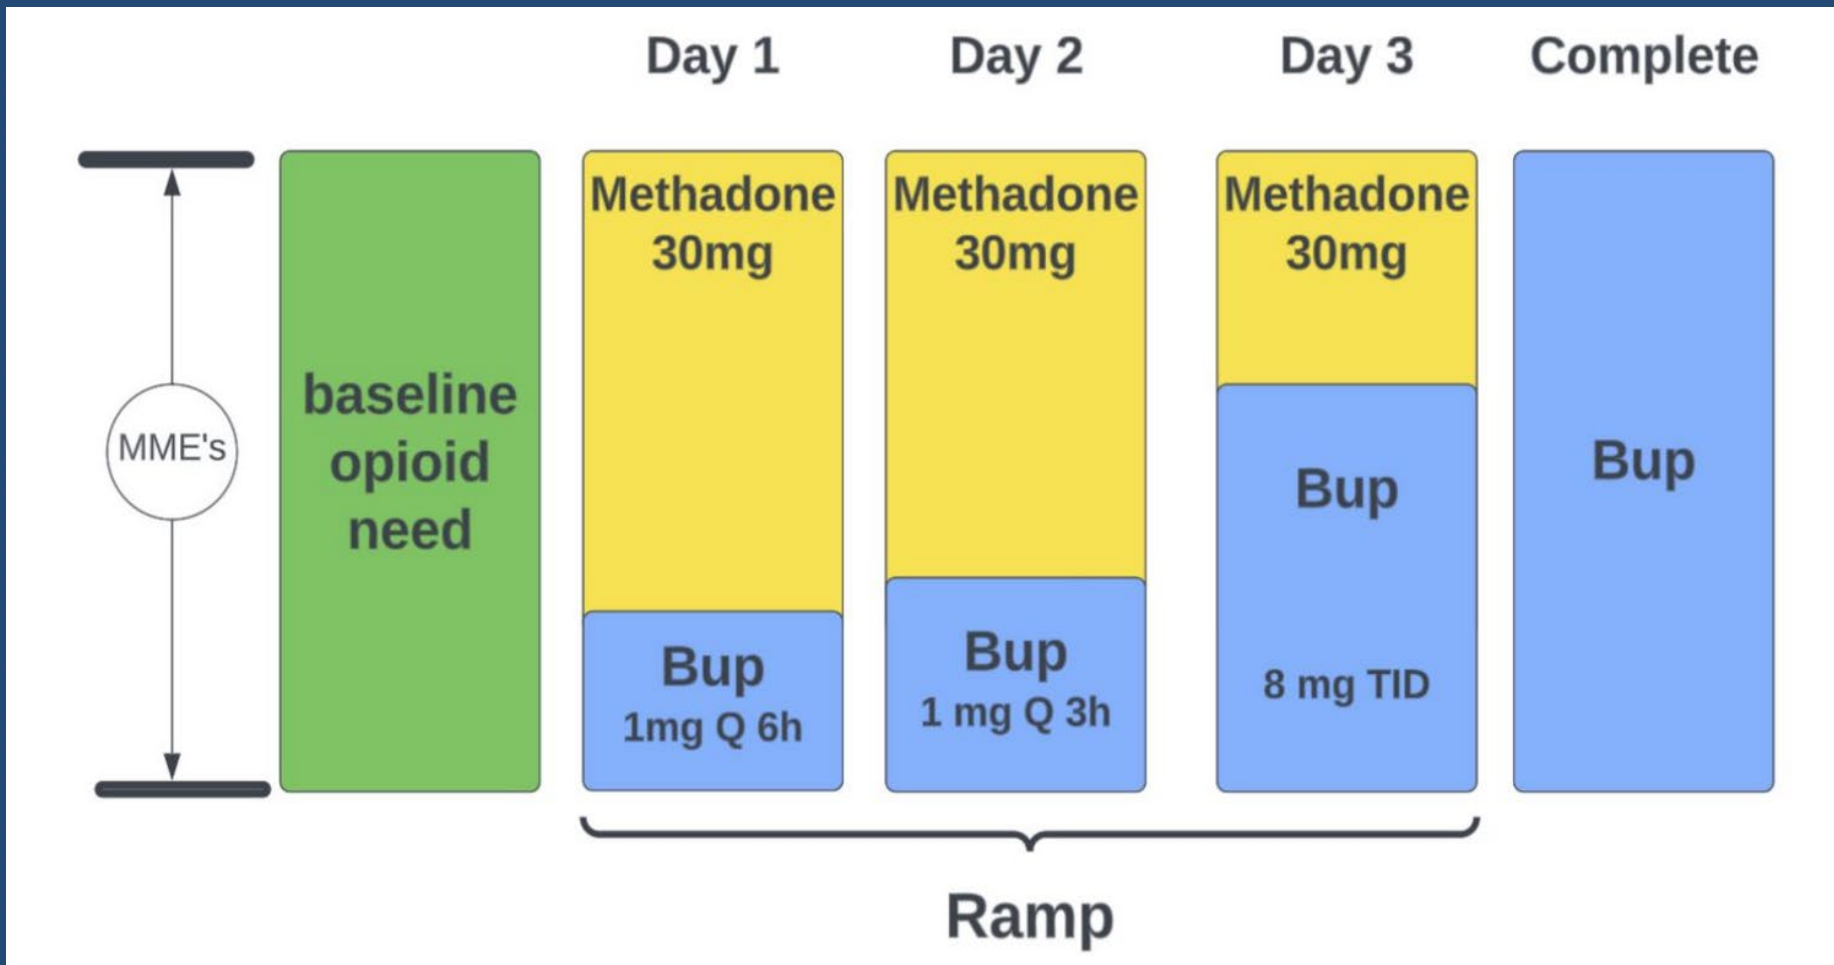 Day 1
Day 2
Day 3
Complete
MME's
baseline
opioid
need
Methadone
30mg
Bup
1mg Q 6h
Methadone
30mg
Bup
1 mg Q 3h
Methadone
30mg
Bup
8 mg TID
Bup
Ramp